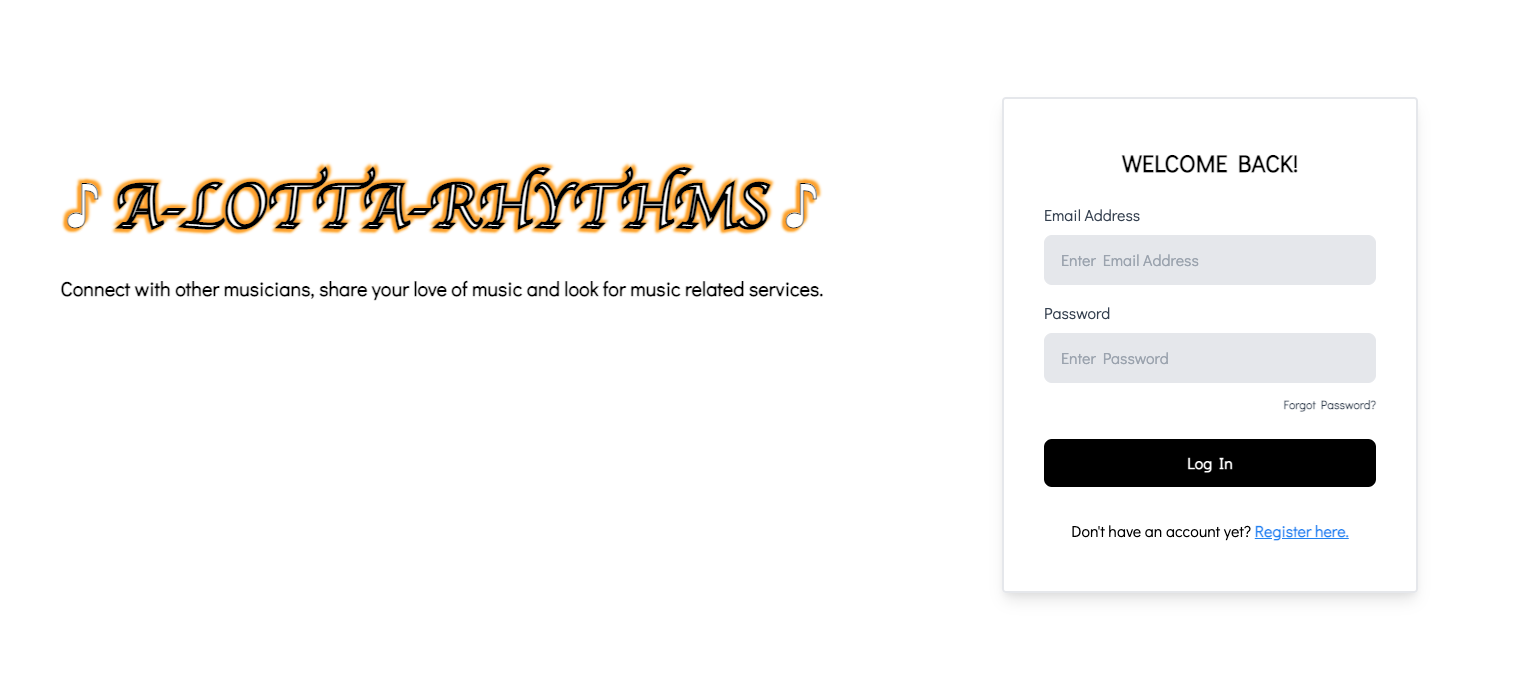 A-LOTTA-RHYTHMS
Connect with other musicians, share your love of music and look for music related services.
WELCOME BACK!
Email Address
Enter Email Address
Password
Enter Password
Forgot Password?
Log In
Don't have an account yet? Register here.